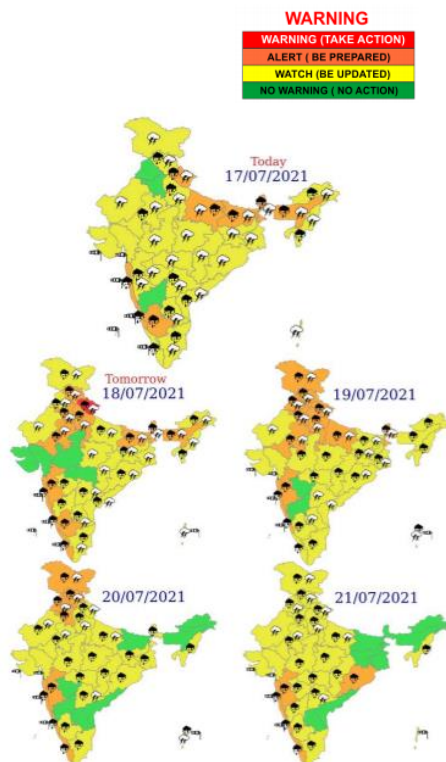 WARNING
WARNING (TAKE ACTION)
ALERT ( BE PREPARED)
WATCH (BE UPDATED)
NO WARNING ( NO ACTION)
Today
17/07/2021
Tomorrow
18/07/2021
19/07/2021
20/07/2021
21/07/2021